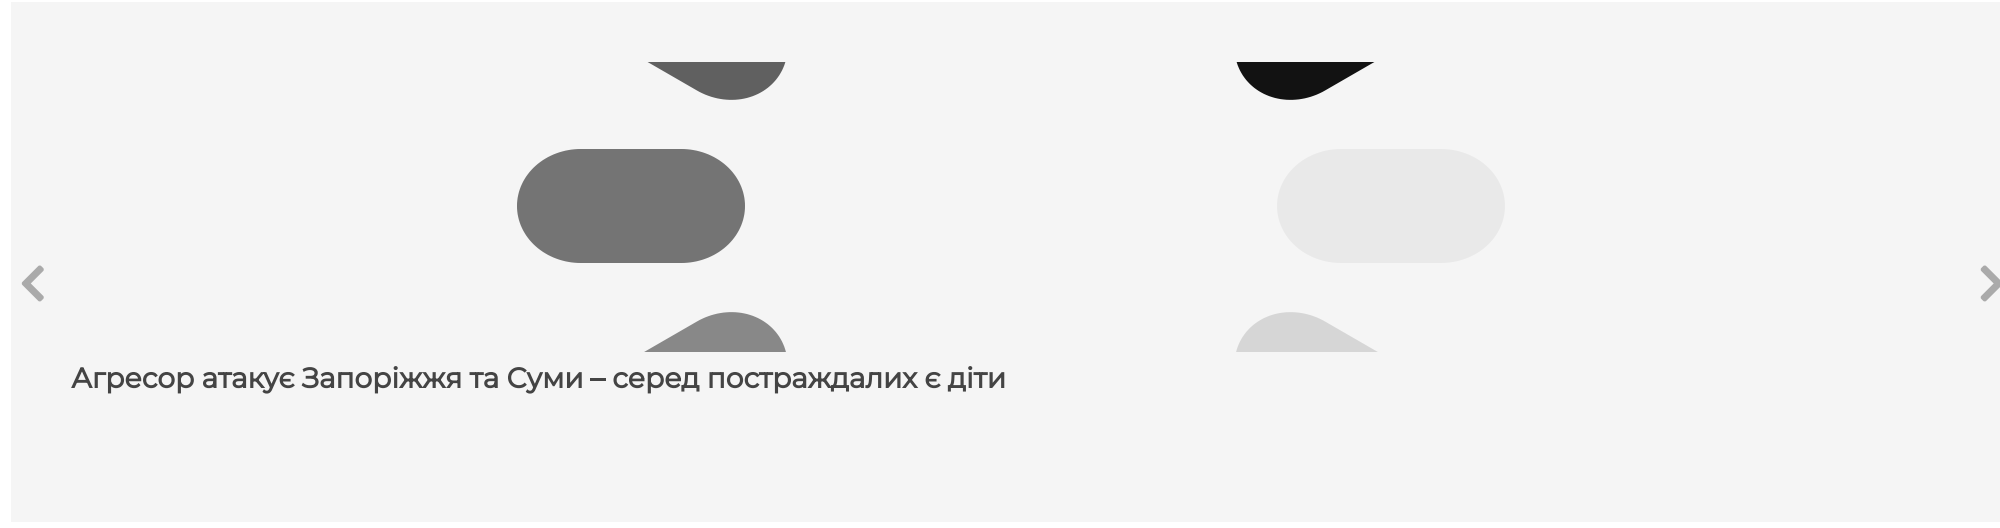 Агресор атакує Запоріжжя та Суми – серед постраждалих є діти